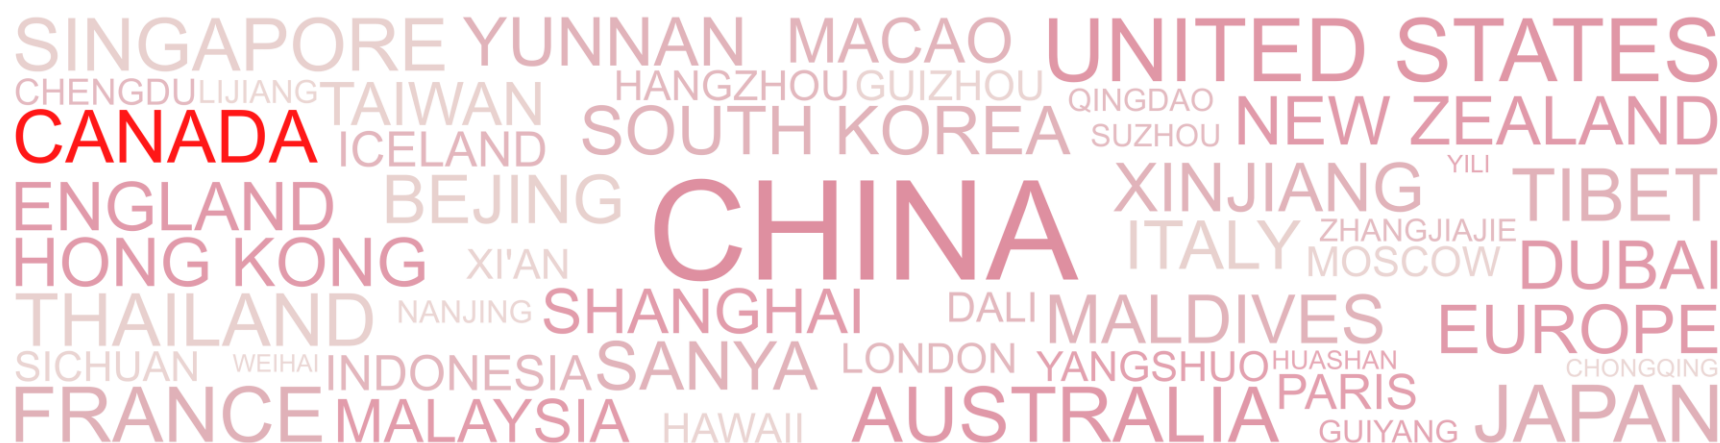 SINGAPORE YUNNAN MACAO UNITED STATES
CHENGDU LIJIANG TAIWAN HANGZHOU GUIZHOU QINGDAO NEW ZEALAND
CANADA ICELAND SOUTH KOREA SUZHOU
ENGLAND BEJING CHINA XINJIANG YILI TIBET
HONG KONG XI'AN ITALY ZHANGJIAJIE MOSCOW DUBAI
THAILAND NANJING SHANGHAI DALI MALDIVES EUROPE
SICHUAN WEIHAI INDONESIA SANYA LONDON YANGSHUO HUASHAN CHONGQING
FRANCE MALAYSIA HAWAII AUSTRALIA PARIS GUIYANG JAPAN